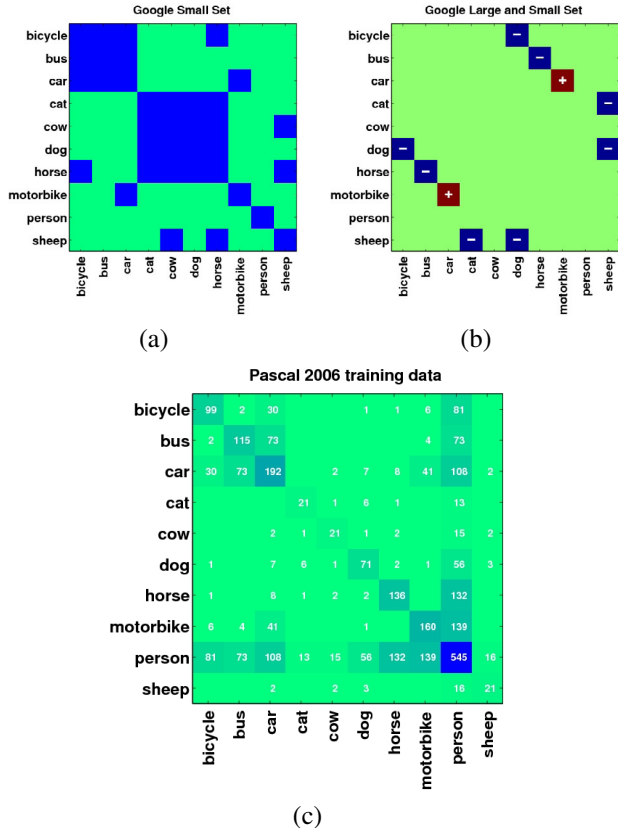 Google Small Set
bicycle
bus
car
cat
cow
dog
horse
motorbike
person
sheep
bicycle bus car cat cow dog horse motorbike person sheep
(a)
Google Large and Small Set
bicycle −
bus −
car +
cat −
cow
dog − −
horse −
motorbike +
person
sheep − −
bicycle bus car cat cow dog horse motorbike person sheep
(b)
Pascal 2006 training data
bicycle 99 2 30 1 1 6 81
bus 2 115 73 4 73
car 30 73 192 2 7 8 41 108 2
cat 21 1 6 1 13
cow 2 1 21 1 2 15 2
dog 1 7 6 1 71 2 1 56 3
horse 1 8 1 2 2 136 132
motorbike 6 4 41 1 160 139
person 81 73 108 13 15 56 132 139 545 16
sheep 2 2 3 16 21
bicycle bus car cat cow dog horse motorbike person sheep
(c)